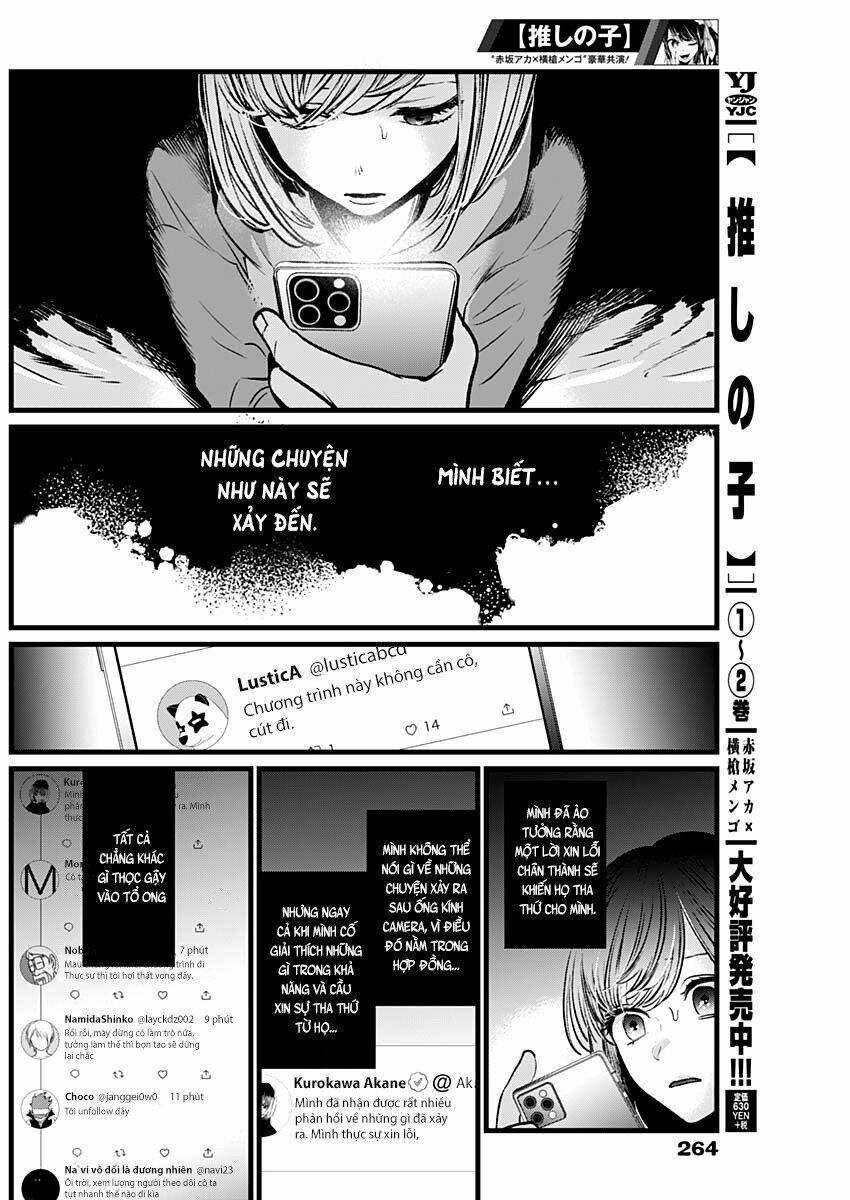 【推しの子】
"赤坂アカ×横槍メンゴ"豪華共演!
YJ
ヤンジャン
YJC
【推しの子】
①~②巻
赤坂アカ×
横槍メンゴ
大好評発売中!!!
定価
630
YEN
+税
MÌNH BIẾT...
NHỮNG CHUYỆN
NHƯ NÀY SẼ
XẢY ĐẾN.
LusticA @lusticabcd
Chương trình này không cần cô,
cút đi.
1
14
MÌNH ĐÃ ẢO
TƯỞNG RẰNG
MỘT LỜI XIN LỖI
CHÂN THÀNH SẼ
KHIẾN HỌ THA
THỨ CHO MÌNH.
MÌNH KHÔNG THỂ
NÓI GÌ VỀ NHỮNG
CHUYỆN XẢY RA
SAU ỐNG KÍNH
CAMERA, VÌ ĐIỀU
ĐÓ NẰM TRONG
HỢP ĐỒNG...
NHƯNG NGAY
CẢ KHI MÌNH CỐ
GIẢI THÍCH NHỮNG
GÌ TRONG KHẢ
NĂNG VÀ CẦU
XIN SỰ THA THỨ
TỪ HỌ...
Kurokawa Akane @Ak
Mình đã nhận được rất nhiều
phản hồi về những gì đã xảy
ra. Mình thực sự xin lỗi,
TẤT CẢ
CHẲNG KHÁC
GÌ THỌC GẬY
VÀO TỔ ONG
ra. Mình
M
7 phút
trình đi
Thực sự thì tôi hơi thất vọng đấy.
NamidaShinko @layckdz002 9 phút
Rồi rồi, mày đừng có làm trò nữa,
tưởng làm thế thì bọn tao sẽ dừng
lại chắc
Choco @janggei0w0 11 phút
Tôi unfollow đây
Na`vi vô đối là đương nhiên @navi23
Ôi trời, xem lượng người theo dõi cô ta
tụt nhanh thế nào đi kìa
264